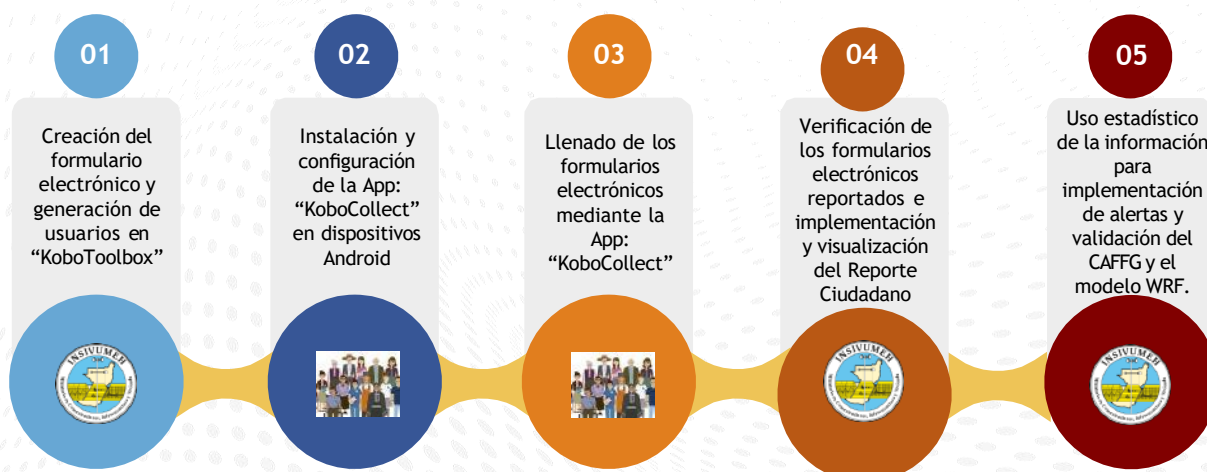 01
Creación del
formulario
electrónico y
generación de
usuarios en
“KoboToolbox”
INSIVUMEH
02
Instalación y
configuración
de la App:
“KoboCollect”
en dispositivos
Android
03
Llenado de los
formularios
electrónicos
mediante la
App:
“KoboCollect”
04
Verificación de
los formularios
electrónicos
reportados e
implementación
y visualización
del Reporte
Ciudadano
INSIVUMEH
05
Uso estadístico
de la información
para
implementación
de alertas y
validación del
CAFFG y el
modelo WRF.
INSIVUMEH